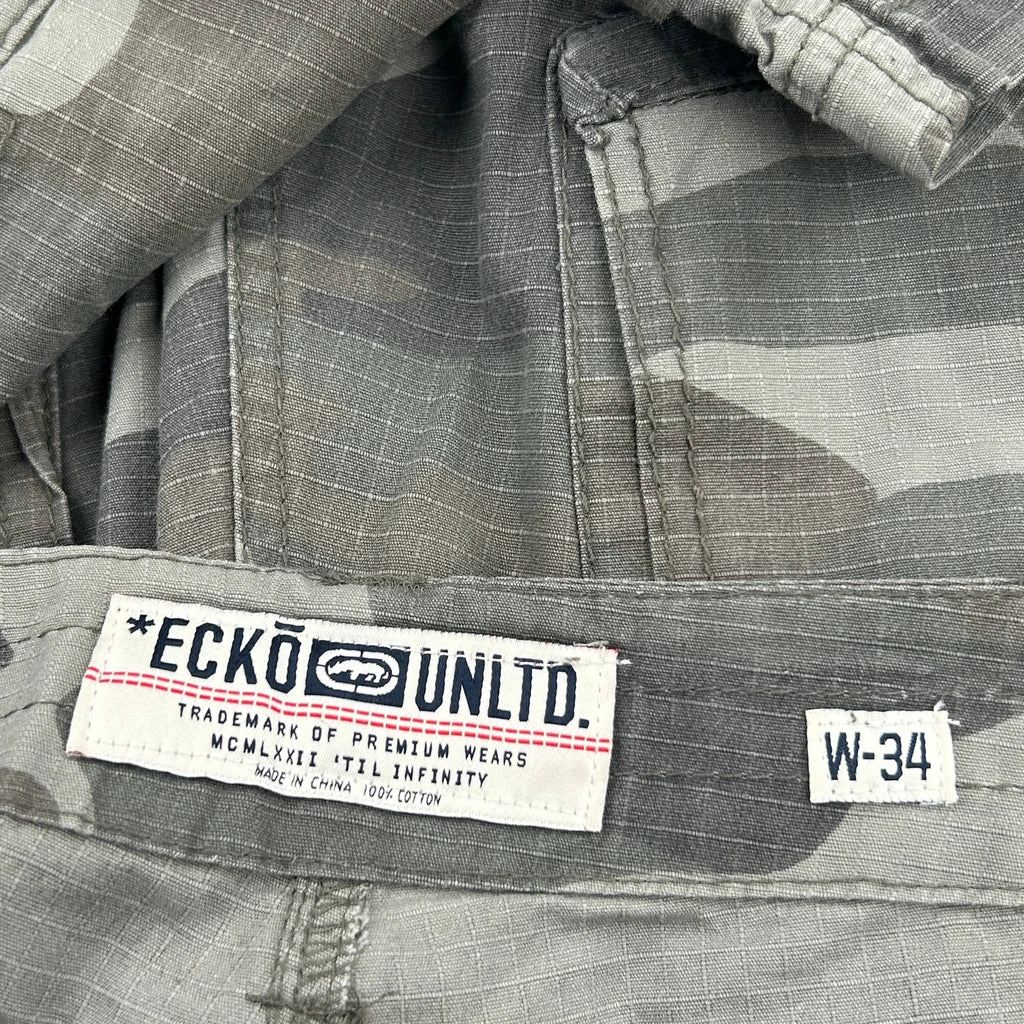 *ECKŌ UNLTD.
TRADEMARK OF PREMIUM WEARS
MCMLXXII 'TIL INFINITY
MADE IN CHINA 100% COTTON
W-34